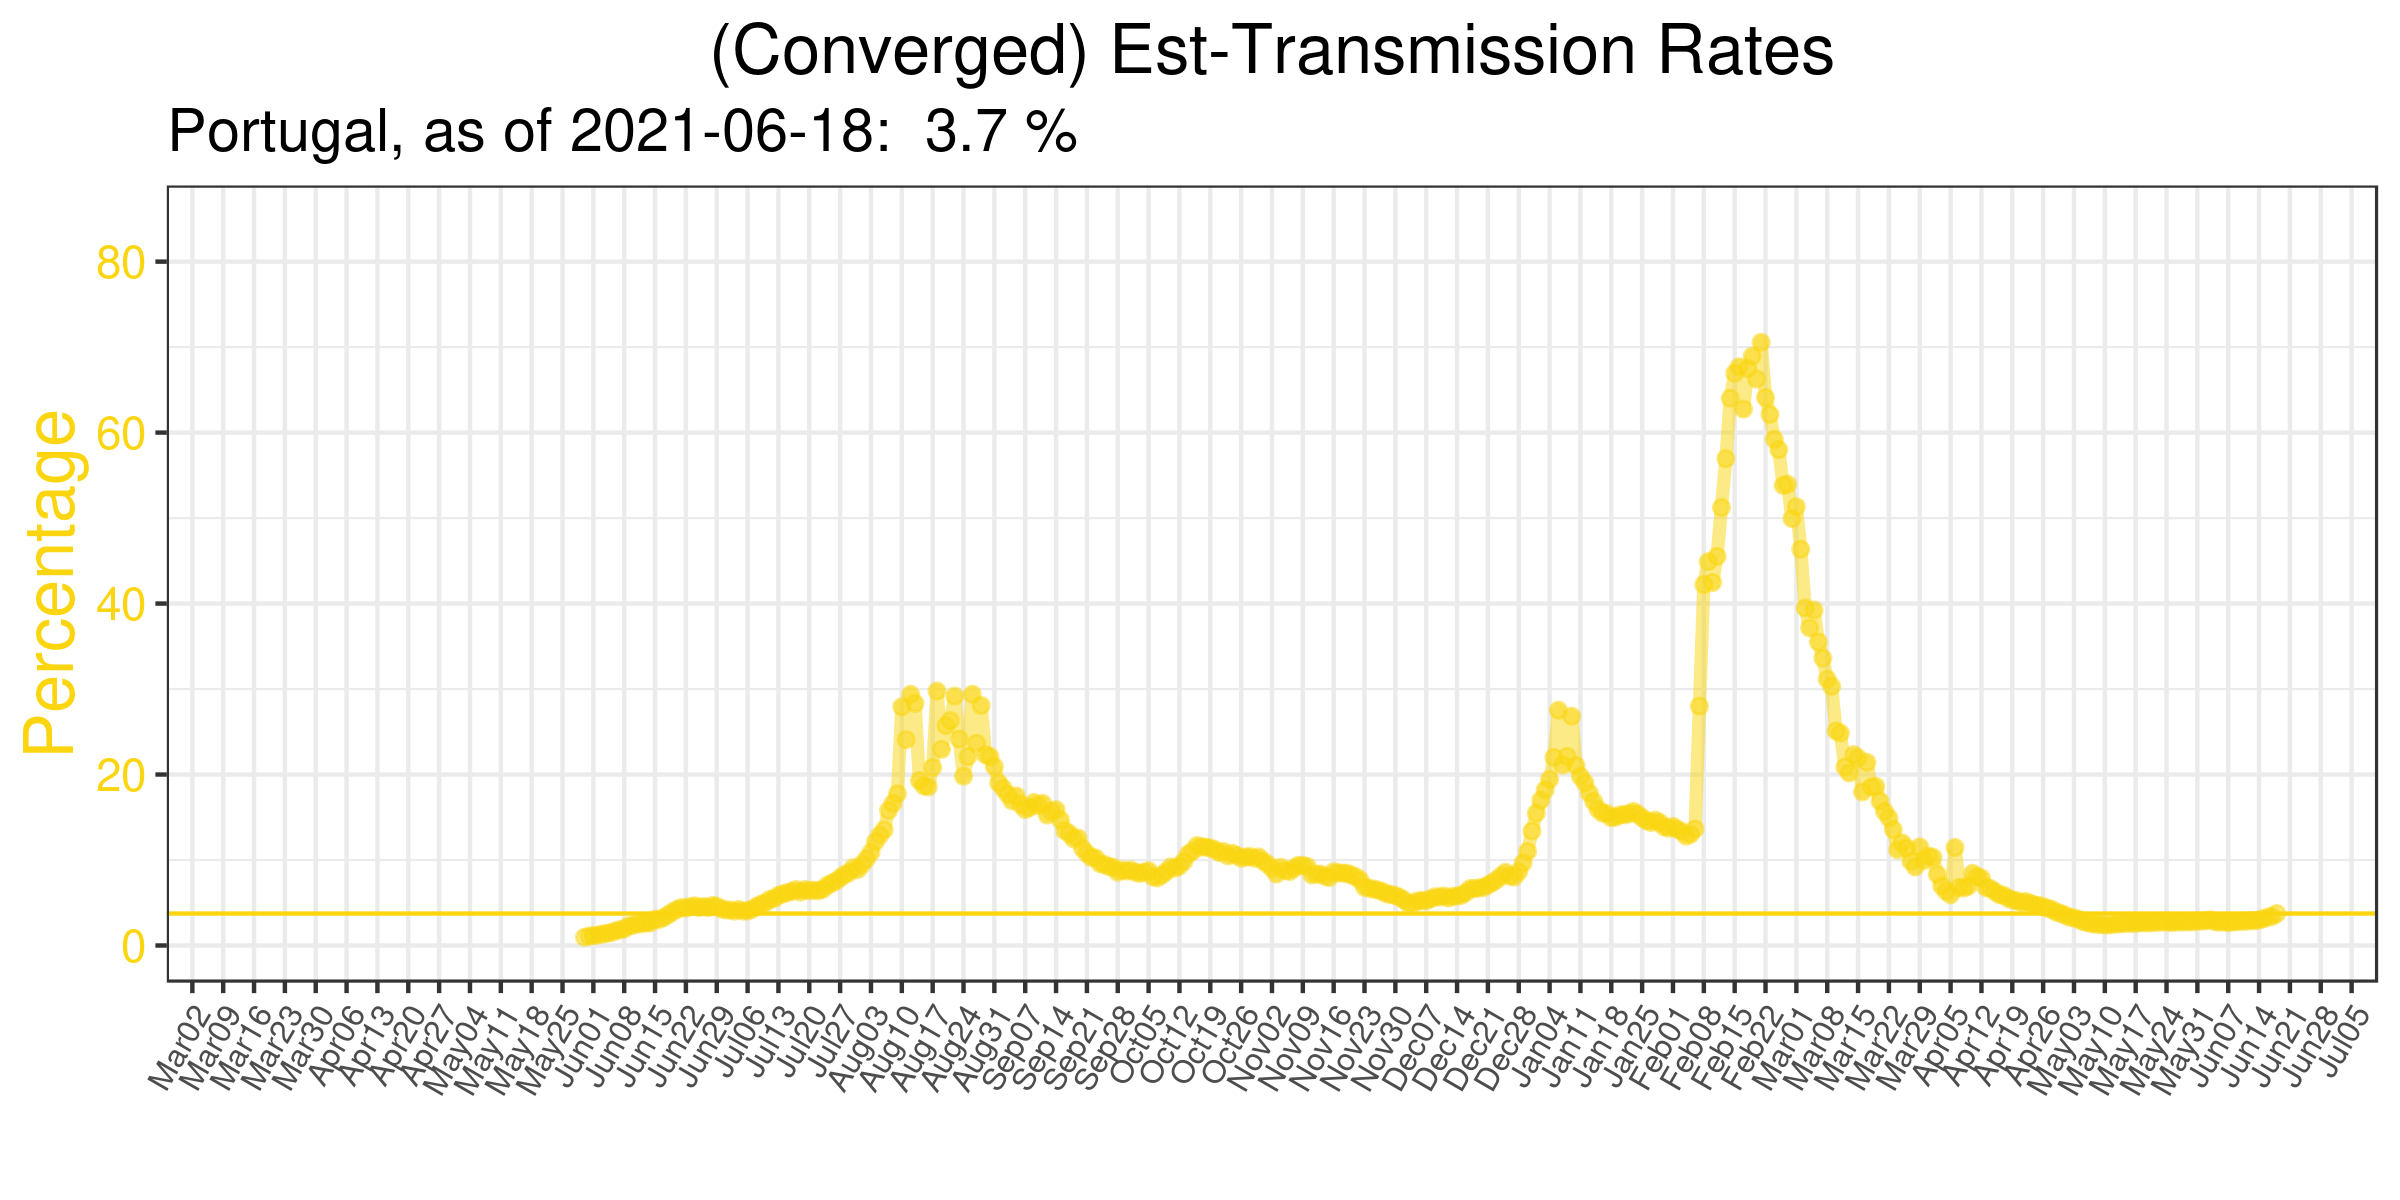 (Converged) Est-Transmission Rates
Portugal, as of 2021-06-18:  3.7 %
Percentage
80
60
40
20
0
Mar02
Mar09
Mar16
Mar23
Mar30
Apr06
Apr13
Apr20
Apr27
May04
May11
May18
May25
Jun01
Jun08
Jun15
Jun22
Jun29
Jul06
Jul13
Jul20
Jul27
Aug03
Aug10
Aug17
Aug24
Aug31
Sep07
Sep14
Sep21
Sep28
Oct05
Oct12
Oct19
Oct26
Nov02
Nov09
Nov16
Nov23
Nov30
Dec07
Dec14
Dec21
Dec28
Jan04
Jan11
Jan18
Jan25
Feb01
Feb08
Feb15
Feb22
Mar01
Mar08
Mar15
Mar22
Mar29
Apr05
Apr12
Apr19
Apr26
May03
May10
May17
May24
May31
Jun07
Jun14
Jun21
Jun28
Jul05